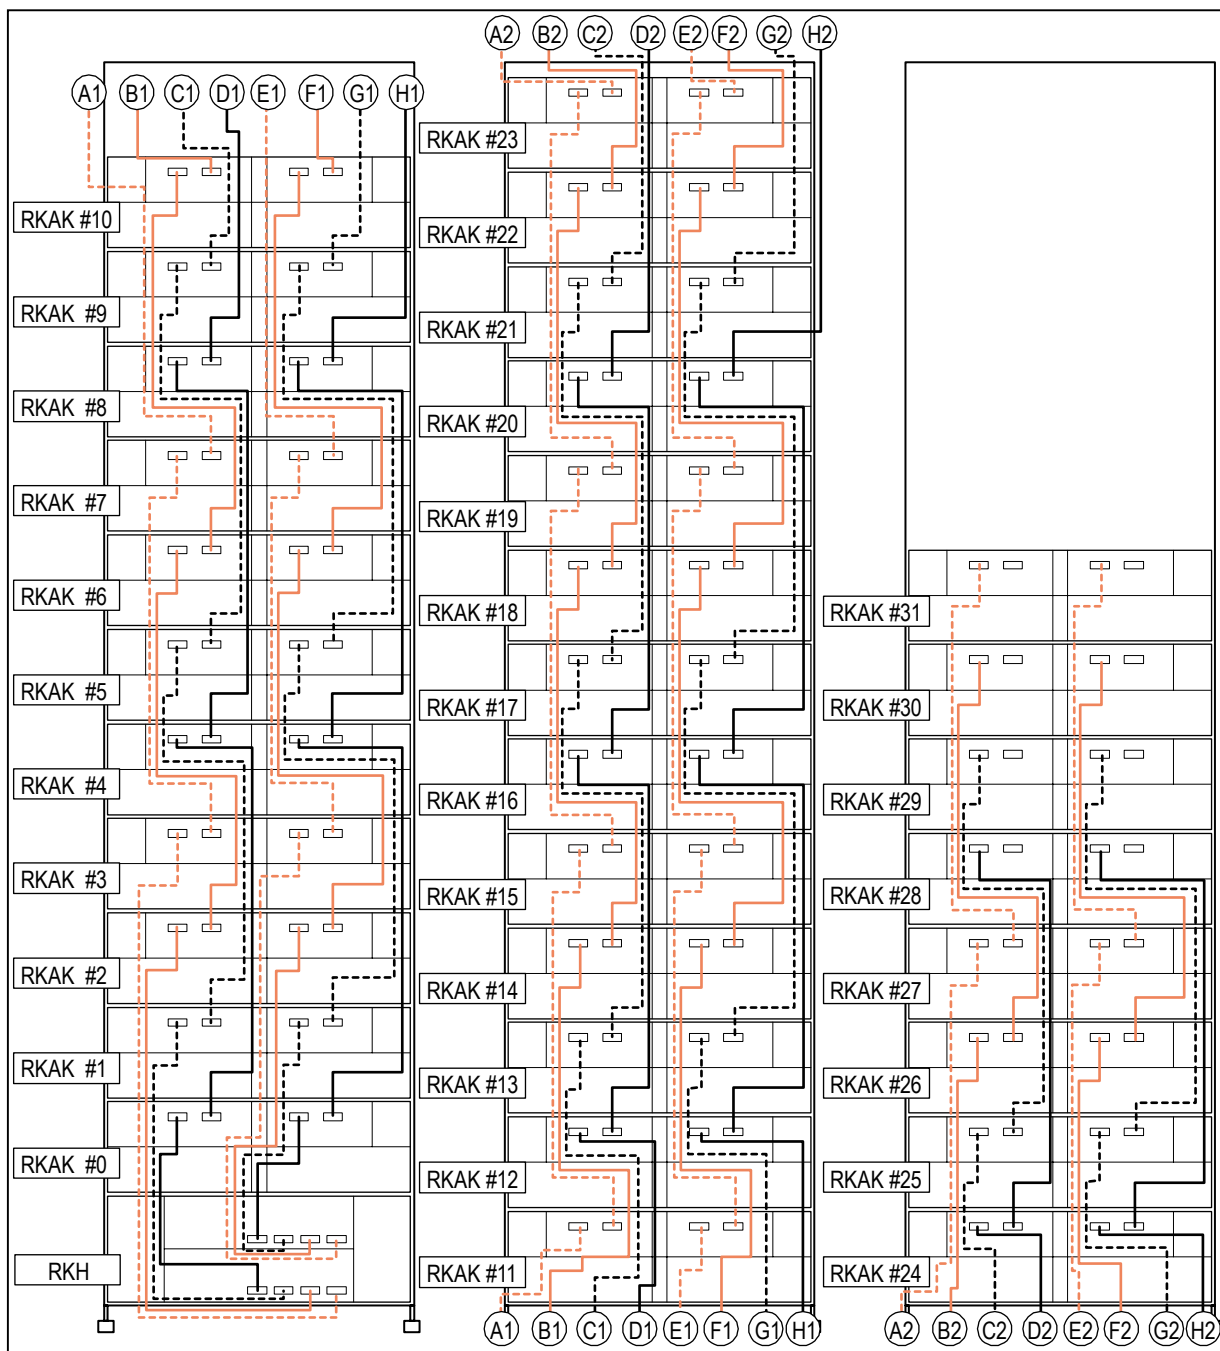 A2 B2 C2 D2 E2 F2 G2 H2
A1 B1 C1 D1 E1 F1 G1 H1
RKAK #10
RKAK #9
RKAK #8
RKAK #7
RKAK #6
RKAK #5
RKAK #4
RKAK #3
RKAK #2
RKAK #1
RKAK #0
RKH
RKAK #23
RKAK #22
RKAK #21
RKAK #20
RKAK #19
RKAK #18
RKAK #17
RKAK #16
RKAK #15
RKAK #14
RKAK #13
RKAK #12
RKAK #11
A1 B1 C1 D1 E1 F1 G1 H1
RKAK #31
RKAK #30
RKAK #29
RKAK #28
RKAK #27
RKAK #26
RKAK #25
RKAK #24
A2 B2 C2 D2 E2 F2 G2 H2